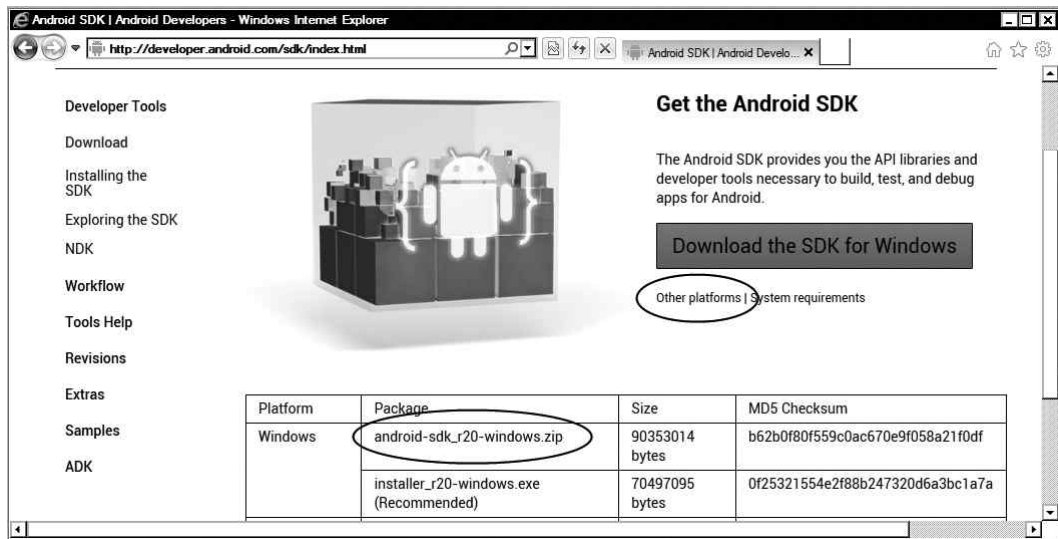 Android SDK | Android Developers - Windows Internet Explorer
http://developer.android.com/sdk/index.html
Android SDK | Android Develo...
Developer Tools
Download
Installing the
SDK
Exploring the SDK
NDK
Workflow
Tools Help
Revisions
Extras
Samples
ADK
Get the Android SDK
The Android SDK provides you the API libraries and
developer tools necessary to build, test, and debug
apps for Android.
Download the SDK for Windows
Other platforms | System requirements
Platform Package Size MD5 Checksum
Windows android-sdk_r20-windows.zip 90353014 b62b0f80f559c0ac670e9f058a21f0df
bytes
installer_r20-windows.exe 70497095 0f25321554e2f88b247320d6a3bc1a7a
(Recommended) bytes